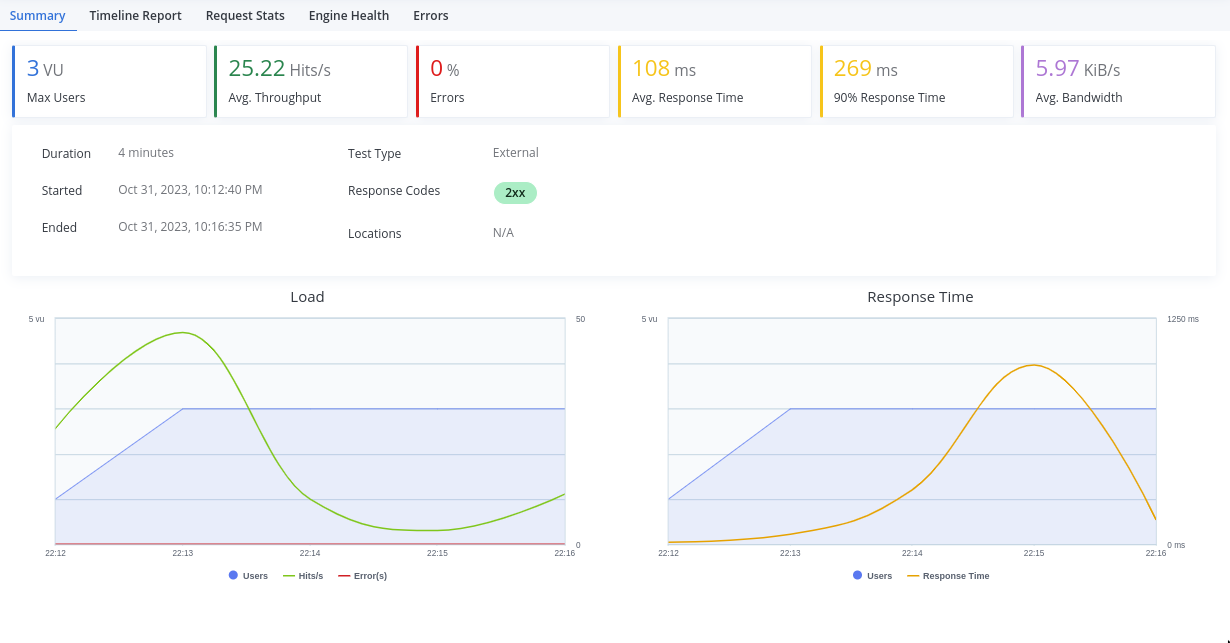 Summary Timeline Report Request Stats Engine Health Errors
3 VU 25.22 Hits/s 0 % 108 ms 269 ms 5.97 KiB/s
Max Users Avg. Throughput Errors Avg. Response Time 90% Response Time Avg. Bandwidth
Duration 4 minutes Test Type External
Started Oct 31, 2023, 10:12:40 PM Response Codes 2xx
Ended Oct 31, 2023, 10:16:35 PM Locations N/A
Load
5 vu 50
0
22:12 22:13 22:14 22:15 22:16
Users Hits/s Error(s)
Response Time
5 vu 1250 ms
0 ms
22:12 22:13 22:14 22:15 22:16
Users Response Time